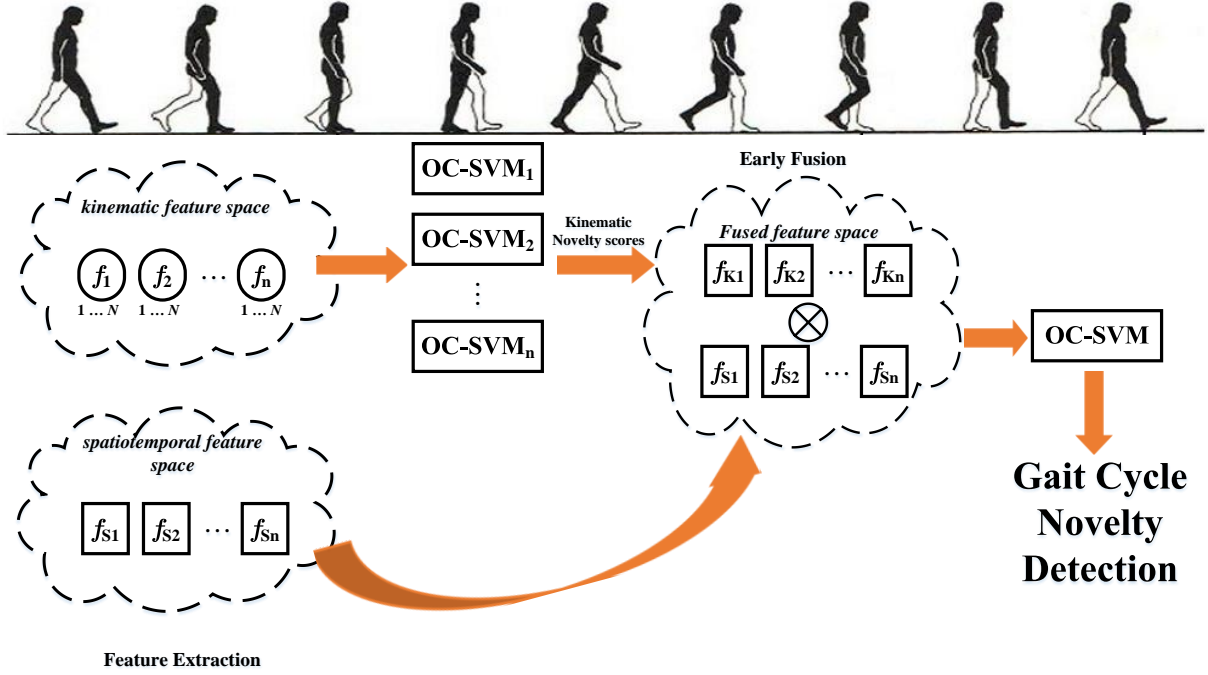 kinematic feature space
f1 f2 … fn
1 … N 1 … N 1 … N
OC-SVM1
OC-SVM2
⋮
OC-SVMn
Kinematic
Novelty scores
Early Fusion
Fused feature space
fK1 fK2 … fKn
fS1 fS2 … fSn
OC-SVM
Gait Cycle
Novelty
Detection
spatiotemporal feature
space
fS1 fS2 … fSn
Feature Extraction